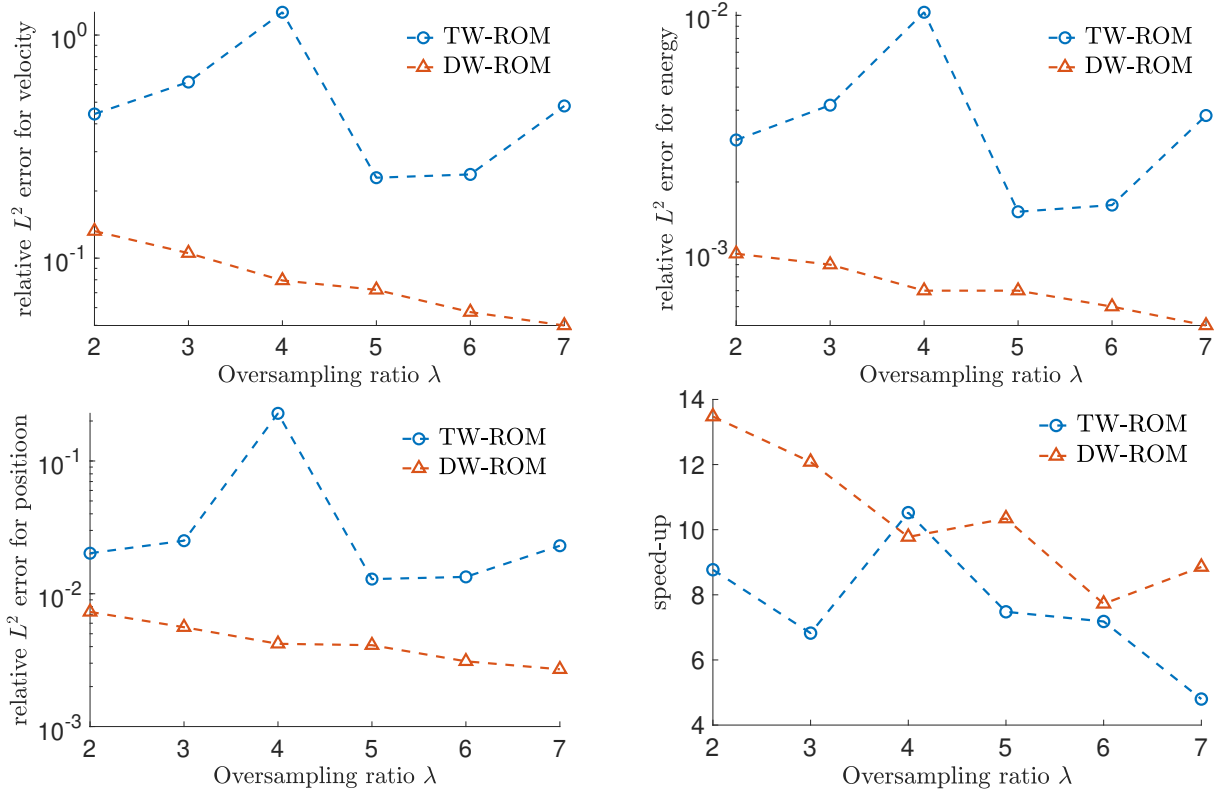 relative L² error for velocity
10⁰
10⁻¹
TW-ROM
DW-ROM
2 3 4 5 6 7
Oversampling ratio λ
relative L² error for energy
10⁻²
10⁻³
TW-ROM
DW-ROM
2 3 4 5 6 7
Oversampling ratio λ
relative L² error for positioon
10⁻¹
10⁻²
10⁻³
TW-ROM
DW-ROM
2 3 4 5 6 7
Oversampling ratio λ
speed-up
14
12
10
8
6
4
TW-ROM
DW-ROM
2 3 4 5 6 7
Oversampling ratio λ